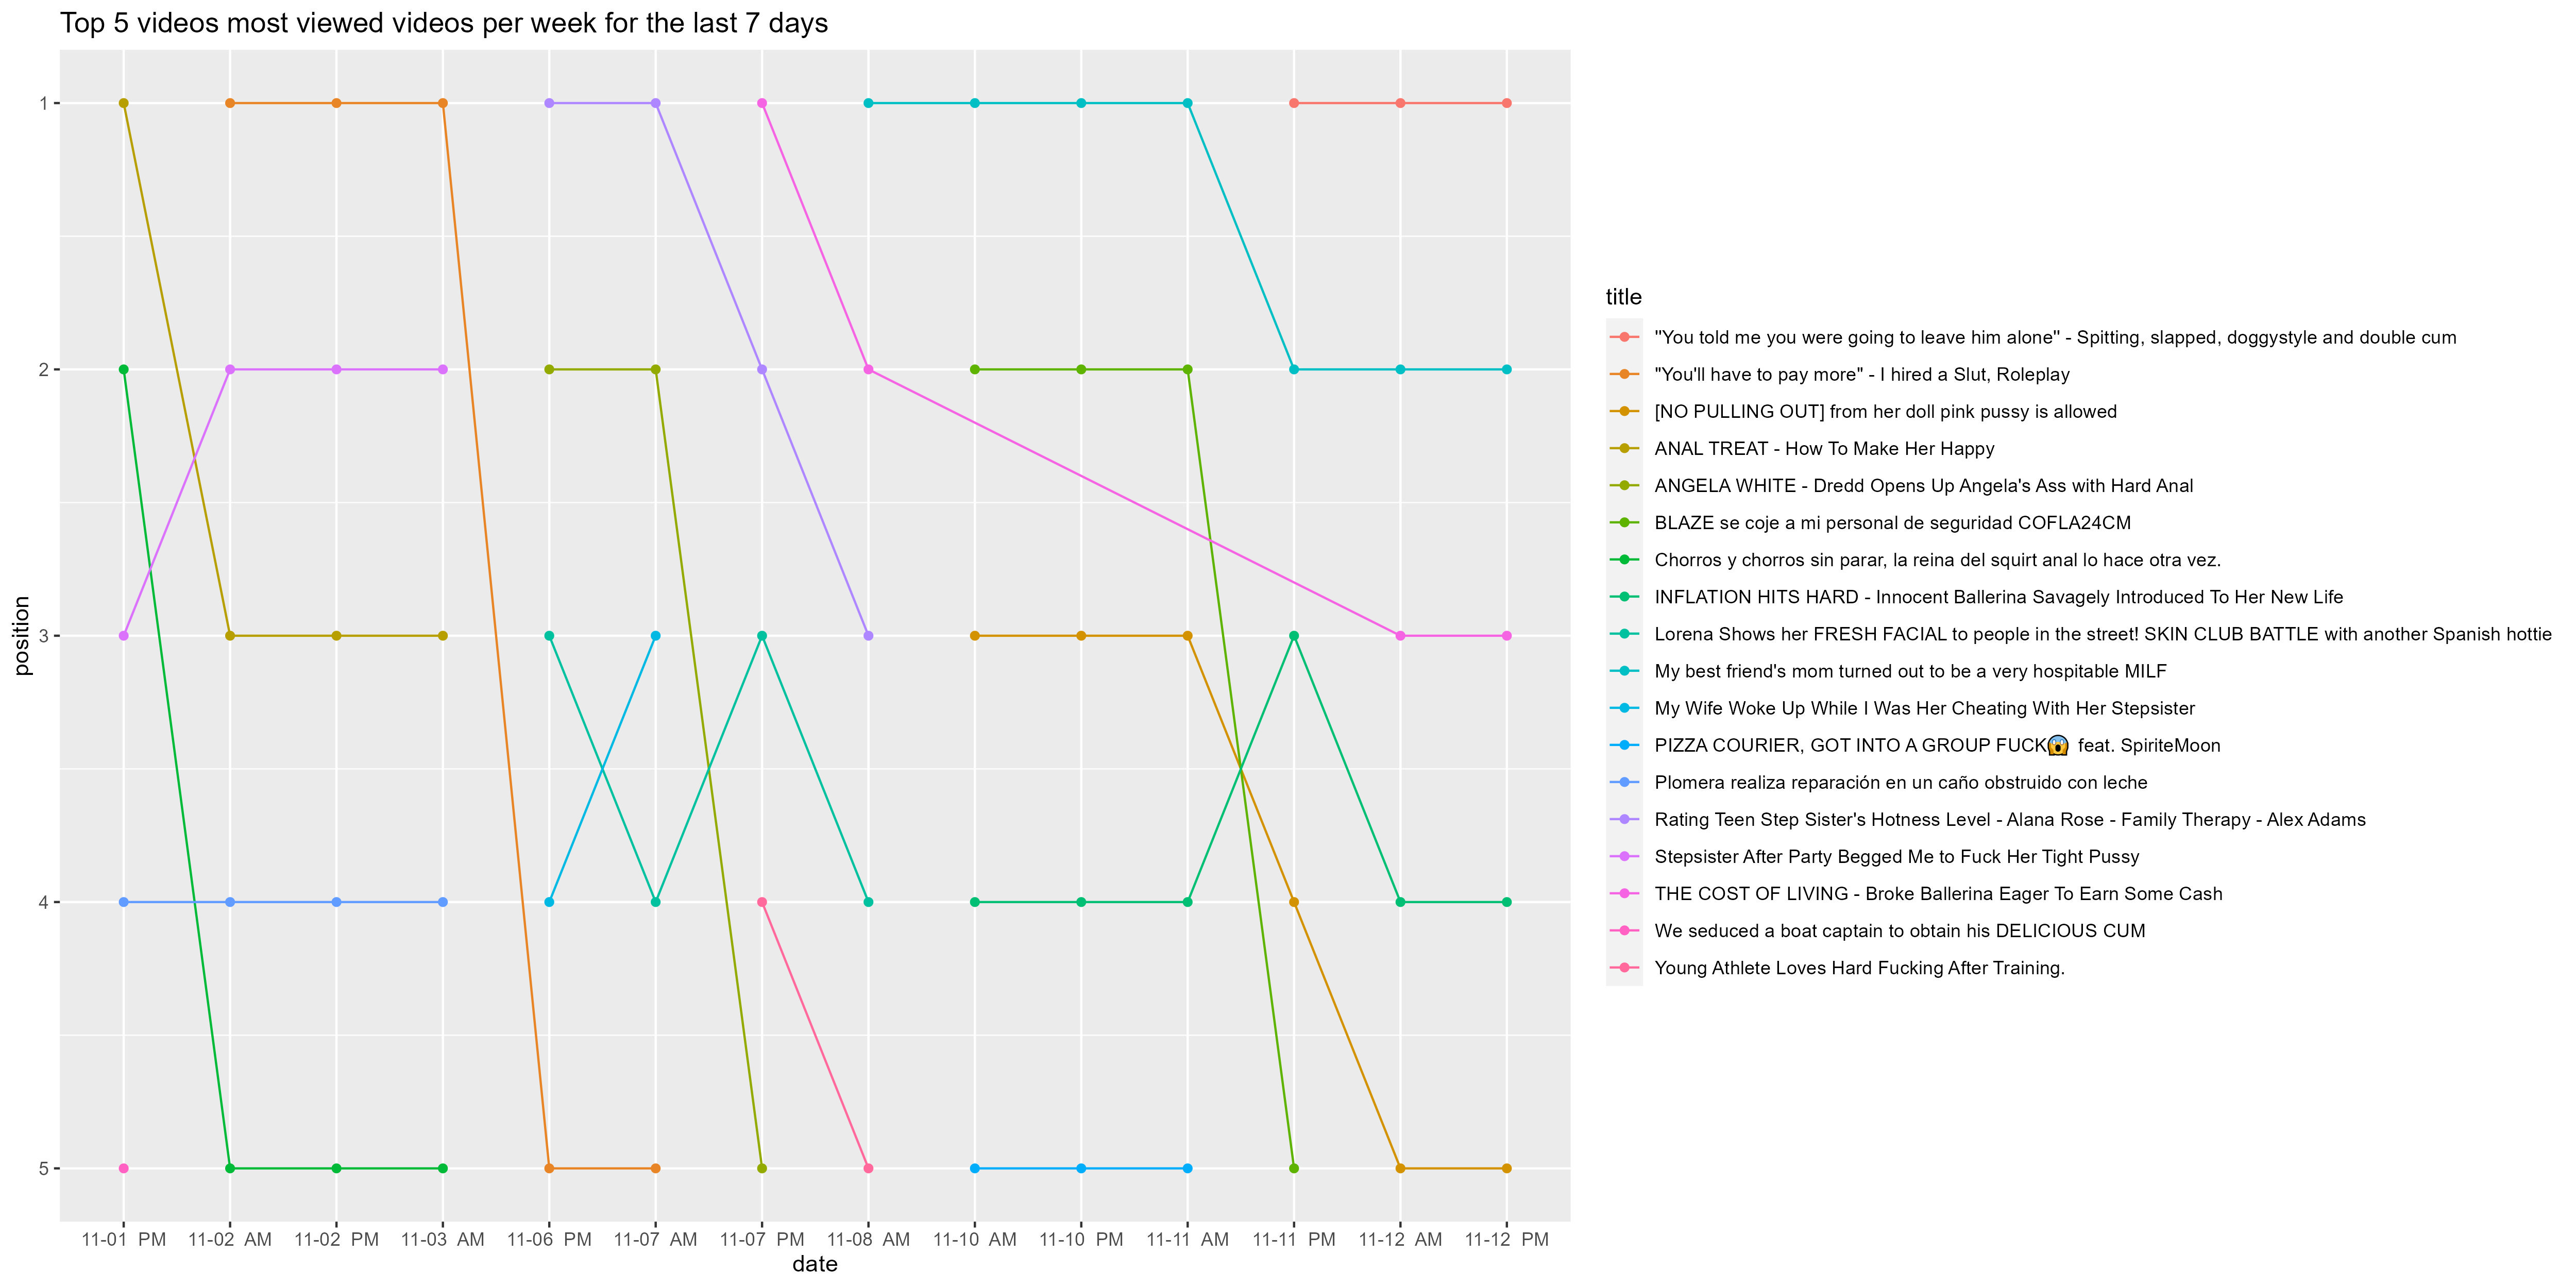 Top 5 videos most viewed videos per week for the last 7 days
position
1
2
3
4
5
11-01 PM
11-02 AM
11-02 PM
11-03 AM
11-06 PM
11-07 AM
11-07 PM
11-08 AM
11-10 AM
11-10 PM
11-11 AM
11-11 PM
11-12 AM
11-12 PM
date
title
"You told me you were going to leave him alone" - Spitting, slapped, doggystyle and double cum
"You'll have to pay more" - I hired a Slut, Roleplay
[NO PULLING OUT] from her doll pink pussy is allowed
ANAL TREAT - How To Make Her Happy
ANGELA WHITE - Dredd Opens Up Angela's Ass with Hard Anal
BLAZE se coje a mi personal de seguridad COFLA24CM
Chorros y chorros sin parar, la reina del squirt anal lo hace otra vez.
INFLATION HITS HARD - Innocent Ballerina Savagely Introduced To Her New Life
Lorena Shows her FRESH FACIAL to people in the street! SKIN CLUB BATTLE with another Spanish hottie
My best friend's mom turned out to be a very hospitable MILF
My Wife Woke Up While I Was Her Cheating With Her Stepsister
PIZZA COURIER, GOT INTO A GROUP FUCK😱 feat. SpiriteMoon
Plomera realiza reparación en un caño obstruido con leche
Rating Teen Step Sister's Hotness Level - Alana Rose - Family Therapy - Alex Adams
Stepsister After Party Begged Me to Fuck Her Tight Pussy
THE COST OF LIVING - Broke Ballerina Eager To Earn Some Cash
We seduced a boat captain to obtain his DELICIOUS CUM
Young Athlete Loves Hard Fucking After Training.